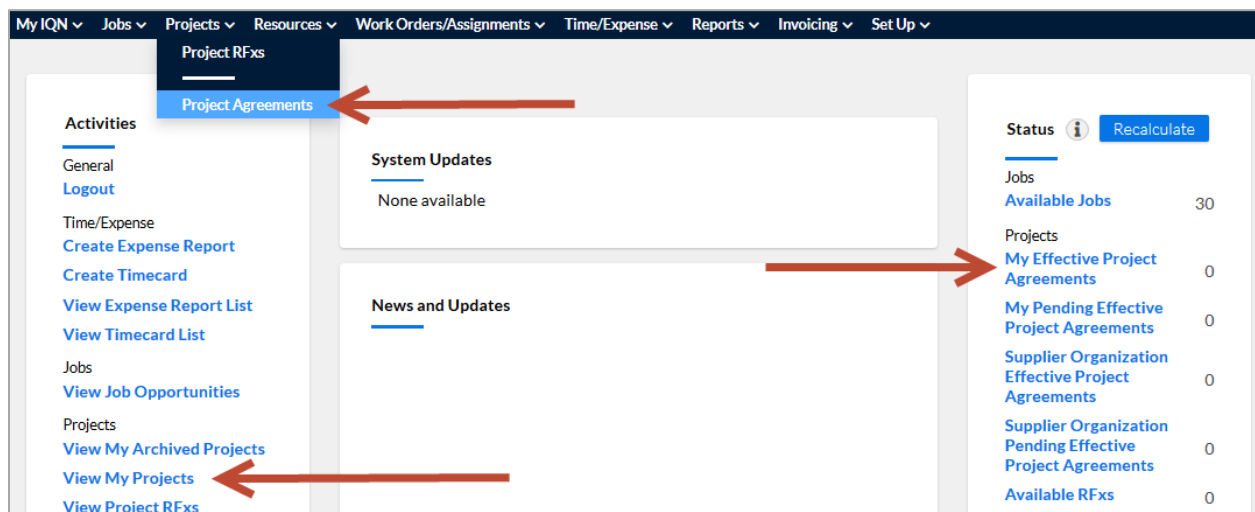 My IQN Jobs Projects Resources Work Orders/Assignments Time/Expense Reports Invoicing Set Up
Project RFxs
Project Agreements
Activities
General
Logout
Time/Expense
Create Expense Report
Create Timecard
View Expense Report List
View Timecard List
Jobs
View Job Opportunities
Projects
View My Archived Projects
View My Projects
View Project RFxs
System Updates
None available
News and Updates
Status i Recalculate
Jobs
Available Jobs 30
Projects
My Effective Project
Agreements 0
My Pending Effective
Project Agreements 0
Supplier Organization
Effective Project
Agreements 0
Supplier Organization
Pending Effective
Project Agreements 0
Available RFxs 0